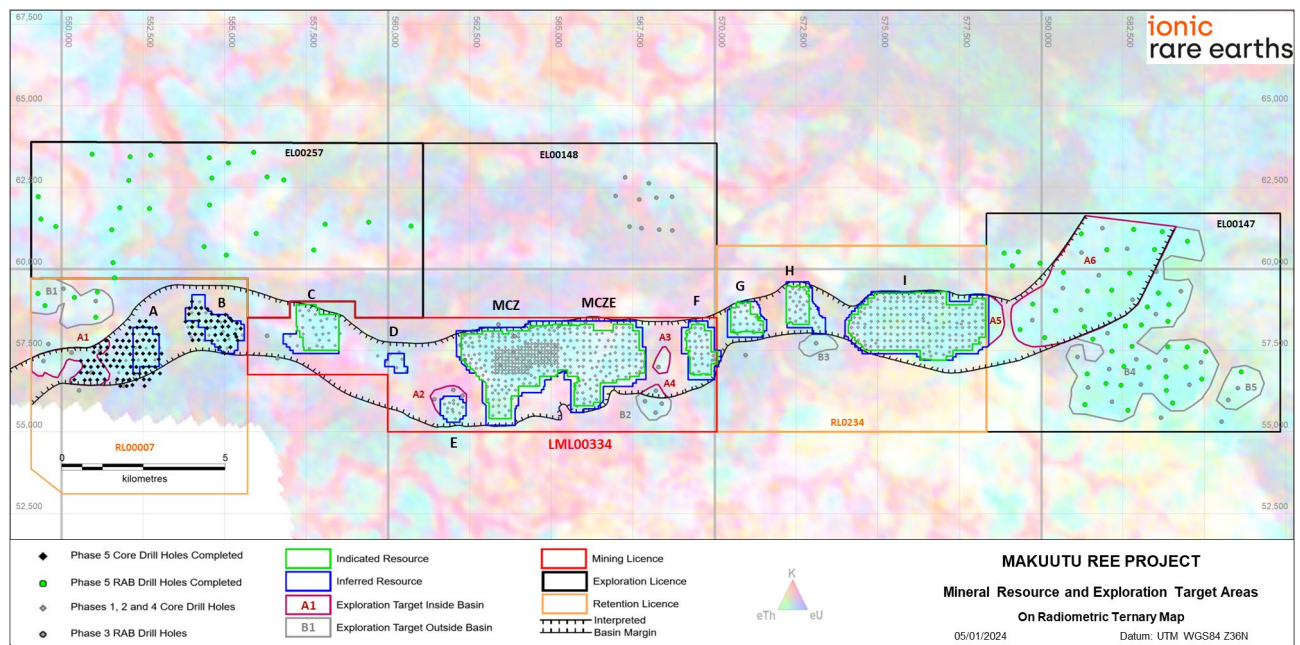 67,500
550,000
552,500
555,000
557,500
560,000
562,500
565,000
567,500
570,000
572,500
575,000
577,500
580,000
582,500
ionic
rare earths
65,000
65,000
EL00257
EL00148
62,500
62,500
EL00147
60,000
60,000
B1
A1
A
B
C
D
MCZ
MCZE
F
G
H
I
A6
A5
A3
A4
A2
B2
B3
B4
B5
57,500
57,500
E
55,000
55,000
RL00007
LML00334
RL0234
0
5
kilometres
52,500
52,500
Phase 5 Core Drill Holes Completed
Phase 5 RAB Drill Holes Completed
Phases 1, 2 and 4 Core Drill Holes
Phase 3 RAB Drill Holes
Indicated Resource
Inferred Resource
A1 Exploration Target Inside Basin
B1 Exploration Target Outside Basin
Mining Licence
Exploration Licence
Retention Licence
Interpreted
Basin Margin
K
eTh
eU
MAKUUTU REE PROJECT
Mineral Resource and Exploration Target Areas
On Radiometric Ternary Map
05/01/2024
Datum: UTM WGS84 Z36N